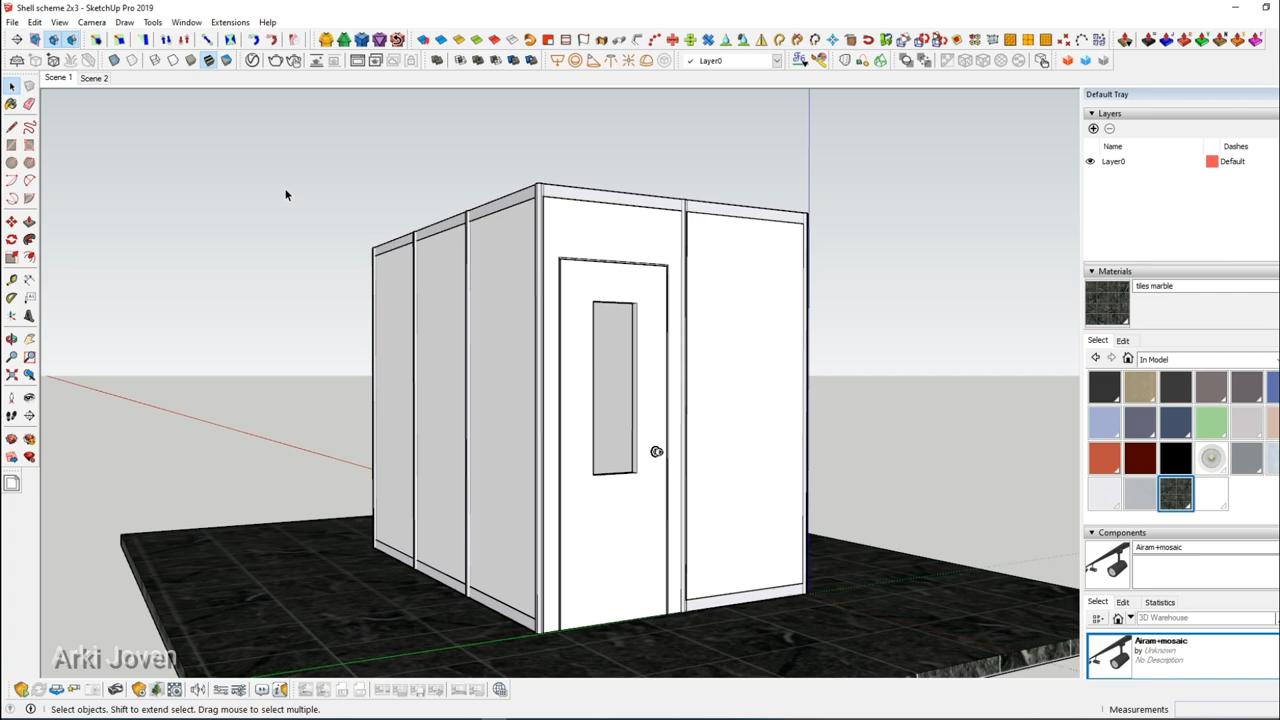 Shell scheme 2x3 - SketchUp Pro 2019
File Edit View Camera Draw Tools Window Extensions Help
Layer0
Scene 1 Scene 2
Default Tray
Layers
Name Dashes
Layer0 Default
Materials
tiles marble
Select Edit
In Model
Components
Airam+mosaic
Select Edit Statistics
3D Warehouse
Airam+mosaic
by Unknown
No Description
Arki Joven
Select objects. Shift to extend select. Drag mouse to select multiple.
Measurements